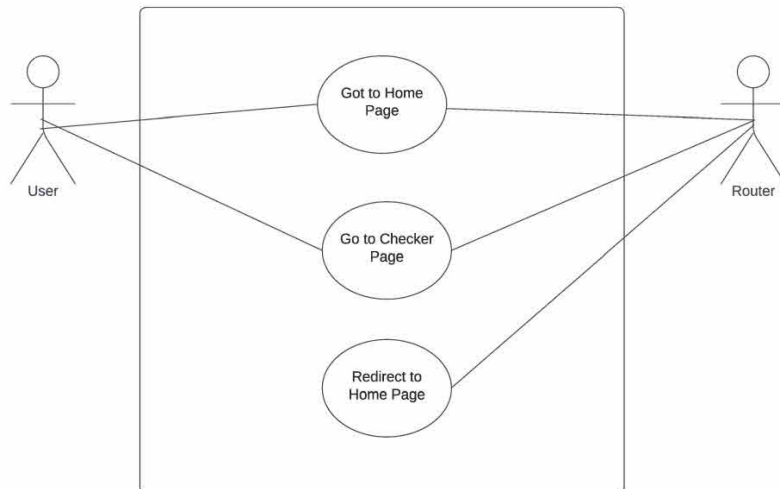 Got to Home
Page
User
Router
Go to Checker
Page
Redirect to
Home Page